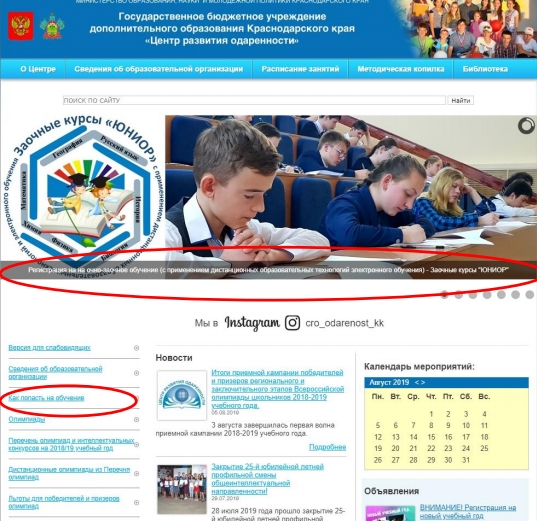 МИНИСТЕРСТВО ОБРАЗОВАНИЯ, НАУКИ И МОЛОДЕЖНОЙ ПОЛИТИКИ КРАСНОДАРСКОГО КРАЯ
Государственное бюджетное учреждение
дополнительного образования Краснодарского края
«Центр развития одаренности»
О Центре
Сведения об образовательной организации
Расписание занятий
Методическая копилка
Библиотека
ПОИСК ПО САЙТУ
Найти
Заочные курсы «ЮНИОР»
с применением дистанционных
и электронного обучения
География
Русский язык
Математика
История
Химия
Физика
Биология
Регистрация на на очно-заочное обучение (с применением дистанционных образовательных технологий электронного обучения) - Заочные курсы "ЮНИОР"
Мы в Instagram cro_odarenost_kk
Версия для слабовидящих
Сведения об образовательной
организации
Как попасть на обучение
Олимпиады
Перечень олимпиад и интеллектуальных
конкурсов на 2018/19 учебный год
Дистанционные олимпиады из Перечня
олимпиад
Льготы для победителей и призеров
олимпиад
Новости
Итоги приемной кампании победителей
и призеров регионального и
заключительного этапов Всероссийской
олимпиады школьников 2018-2019
учебного года.
05.08.2019
3 августа завершилась первая волна
приемной кампании 2018-2019 учебного года.
Подробнее
Закрытие 25-й юбилейной летней
профильной смены
общеинтеллектуальной
направленности!
29.07.2019
28 июля 2019 года прошло закрытие 25-
й юбилейной летней профильной
Календарь мероприятий:
Август 2019 < >
Пн. Вт. Ср. Чт. Пт. Сб. Вс.
1 2 3 4
5 6 7 8 9 10 11
12 13 14 15 16 17 18
19 20 21 22 23 24 25
26 27 28 29 30 31
Объявления
ВНИМАНИЕ! Регистрация на
новый учебный год